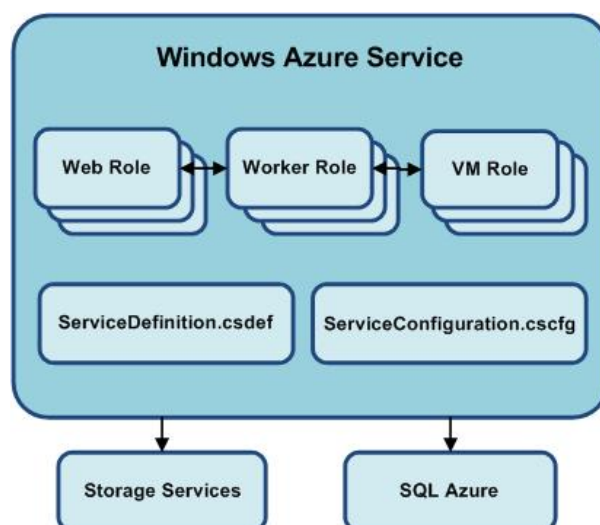 Windows Azure Service
Web Role
Worker Role
VM Role
ServiceDefinition.csdef
ServiceConfiguration.cscfg
Storage Services
SQL Azure